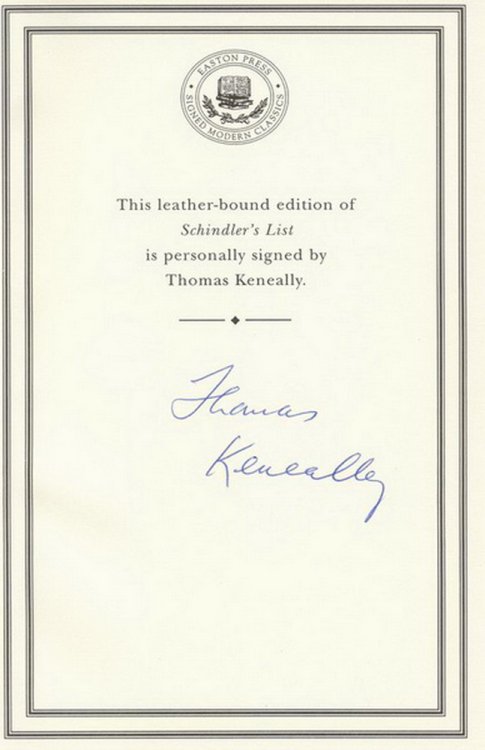 EASTON PRESS
SIGNED MODERN CLASSICS
This leather-bound edition of
Schindler's List
is personally signed by
Thomas Keneally.
Thomas
Keneally